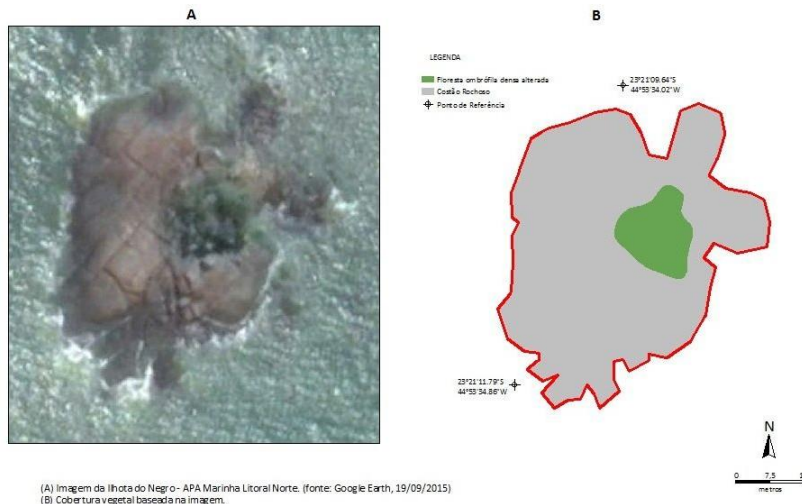 A
B
LEGENDA
Floresta ombrófila densa alterada
Costão Rochoso
Ponto de Referência
23°21'09.64"S
44°53'34.02"W
23°21'11.79"S
44°53'34.86"W
N
0 7,5 1
metros
(A) Imagem da Ilhota do Negro - APA Marinha Litoral Norte. (fonte: Google Earth, 19/09/2015)
(B) Cobertura vegetal baseada na imagem.